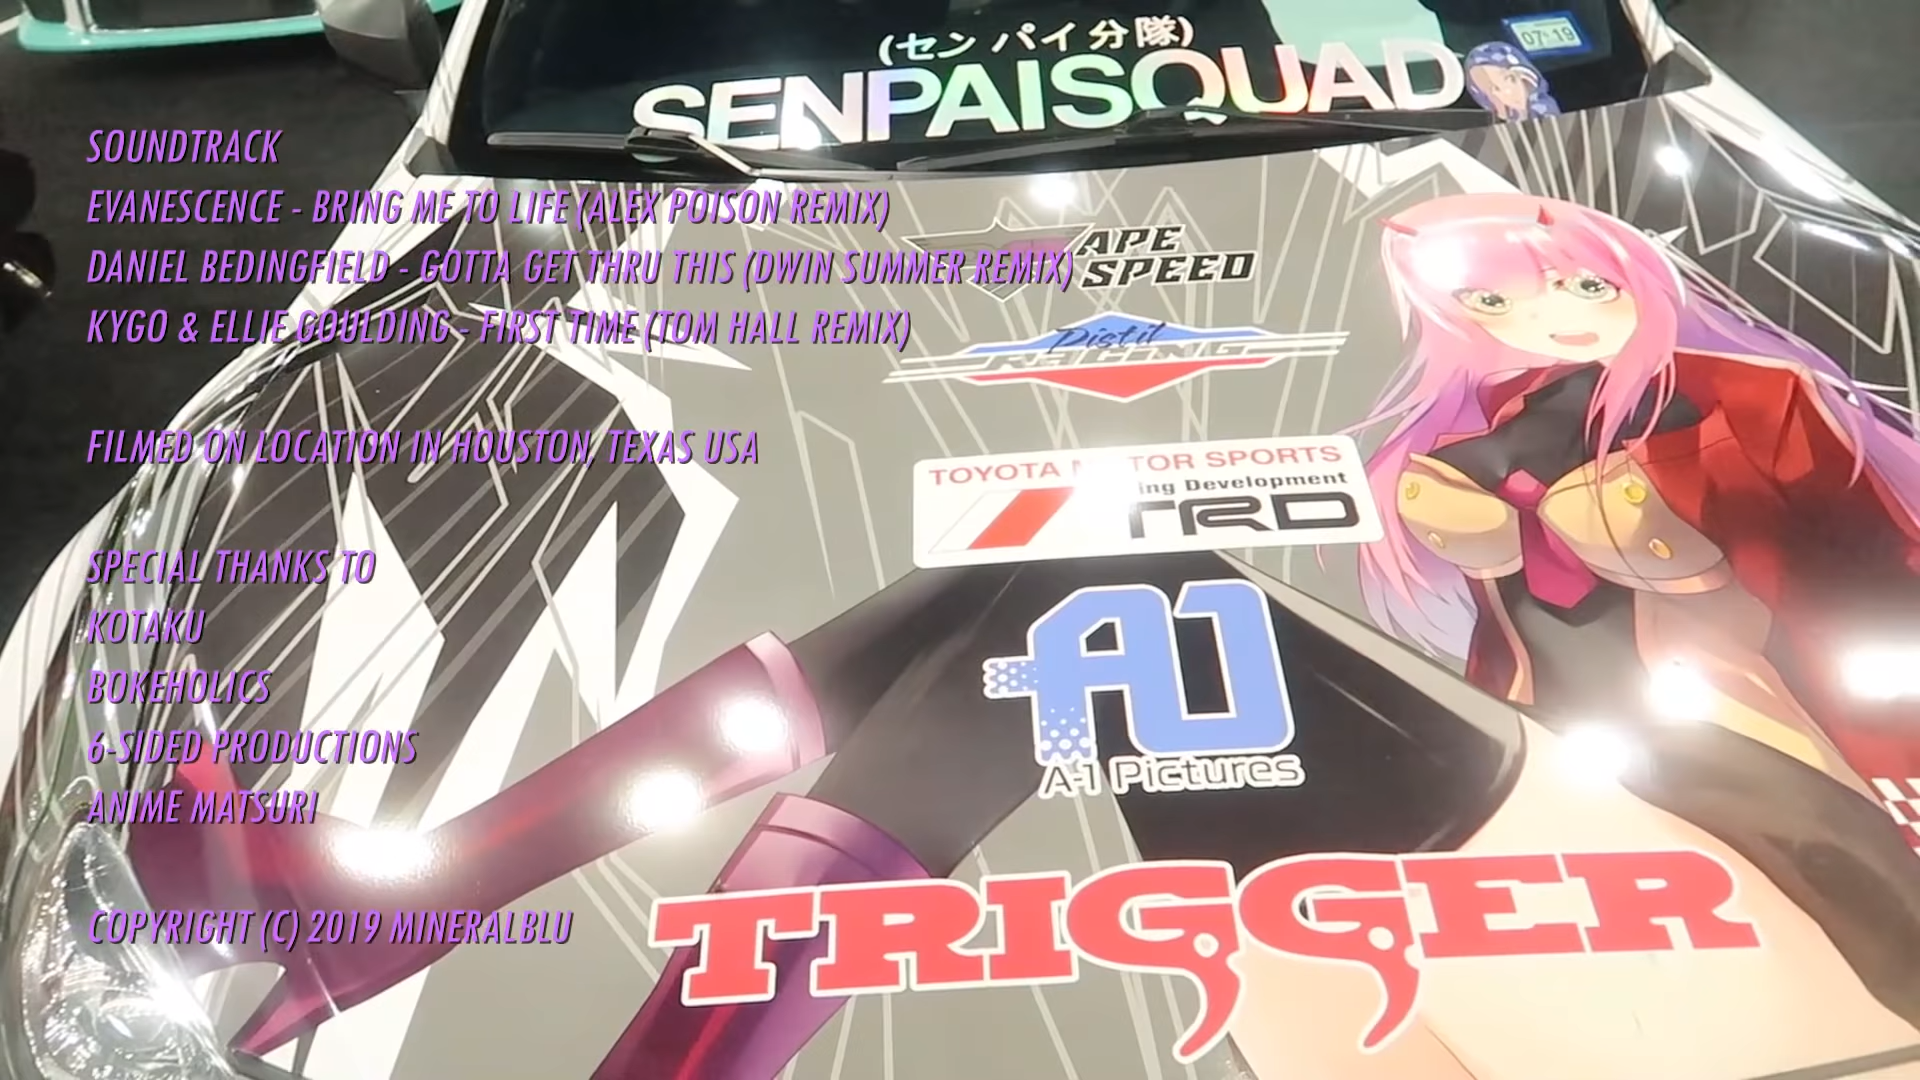 (センパイ分隊)
SENPAISQUAD
07-19
SOUNDTRACK
EVANESCENCE - BRING ME TO LIFE (ALEX POISON REMIX)
DANIEL BEDINGFIELD - GOTTA GET THRU THIS (DWIN SUMMER REMIX)
KYGO & ELLIE GOULDING - FIRST TIME (TOM HALL REMIX)
FILMED ON LOCATION IN HOUSTON, TEXAS USA
SPECIAL THANKS TO
KOTAKU
BOKEHOLICS
6-SIDED PRODUCTIONS
ANIME MATSURI
COPYRIGHT (C) 2019 MINERALBLU
APE
SPEED
Distil
RACING
TOYOTA MOTOR SPORTS
Development
TRD
A1
A-1 Pictures
TRIGGER